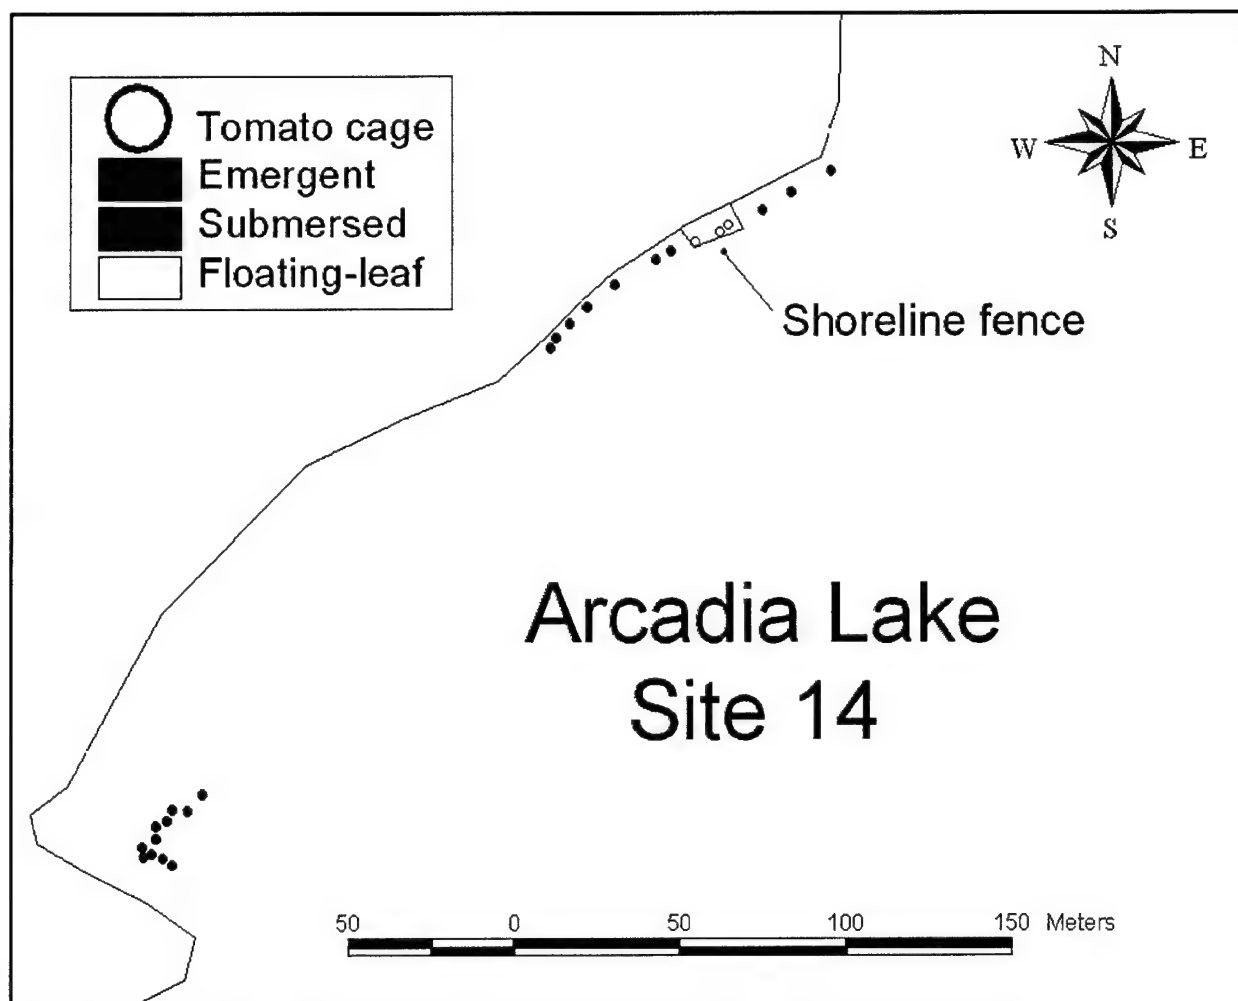 N
W E
S
Tomato cage
Emergent
Submersed
Floating-leaf
Shoreline fence
Arcadia Lake
Site 14
50 0 50 100 150 Meters